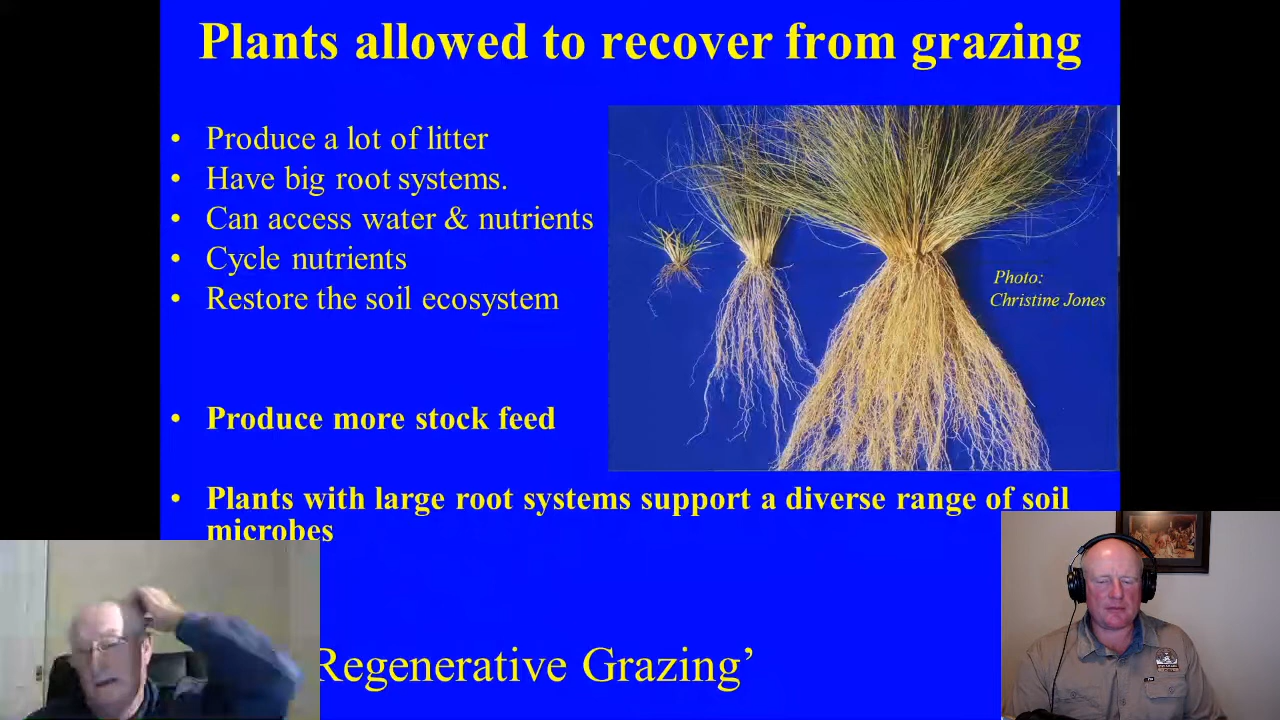 Plants allowed to recover from grazing
• Produce a lot of litter
• Have big root systems.
• Can access water & nutrients
• Cycle nutrients
• Restore the soil ecosystem
Photo:
Christine Jones
• Produce more stock feed
• Plants with large root systems support a diverse range of soil
microbes
Regenerative Grazing’